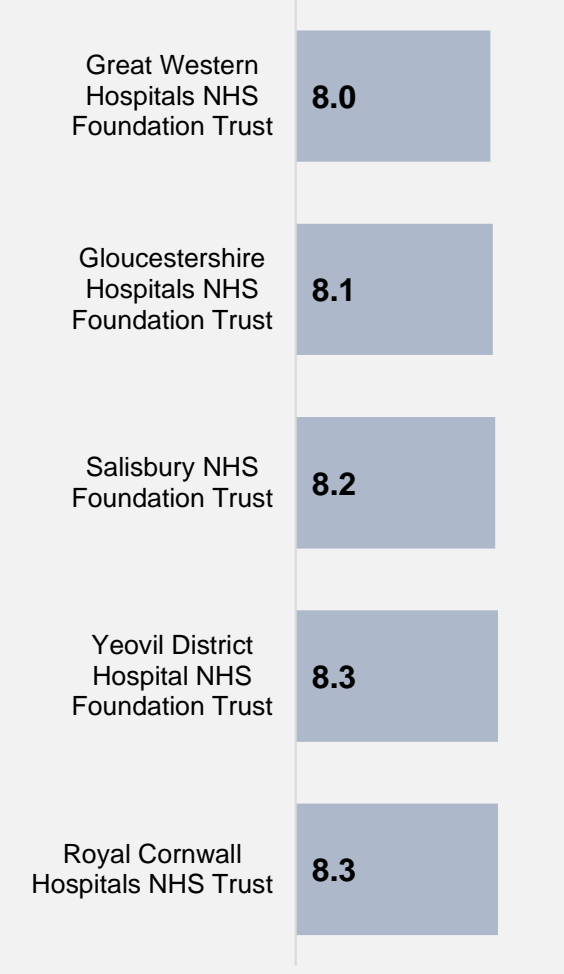 Great Western
Hospitals NHS
Foundation Trust
8.0
Gloucestershire
Hospitals NHS
Foundation Trust
8.1
Salisbury NHS
Foundation Trust
8.2
Yeovil District
Hospital NHS
Foundation Trust
8.3
Royal Cornwall
Hospitals NHS Trust
8.3